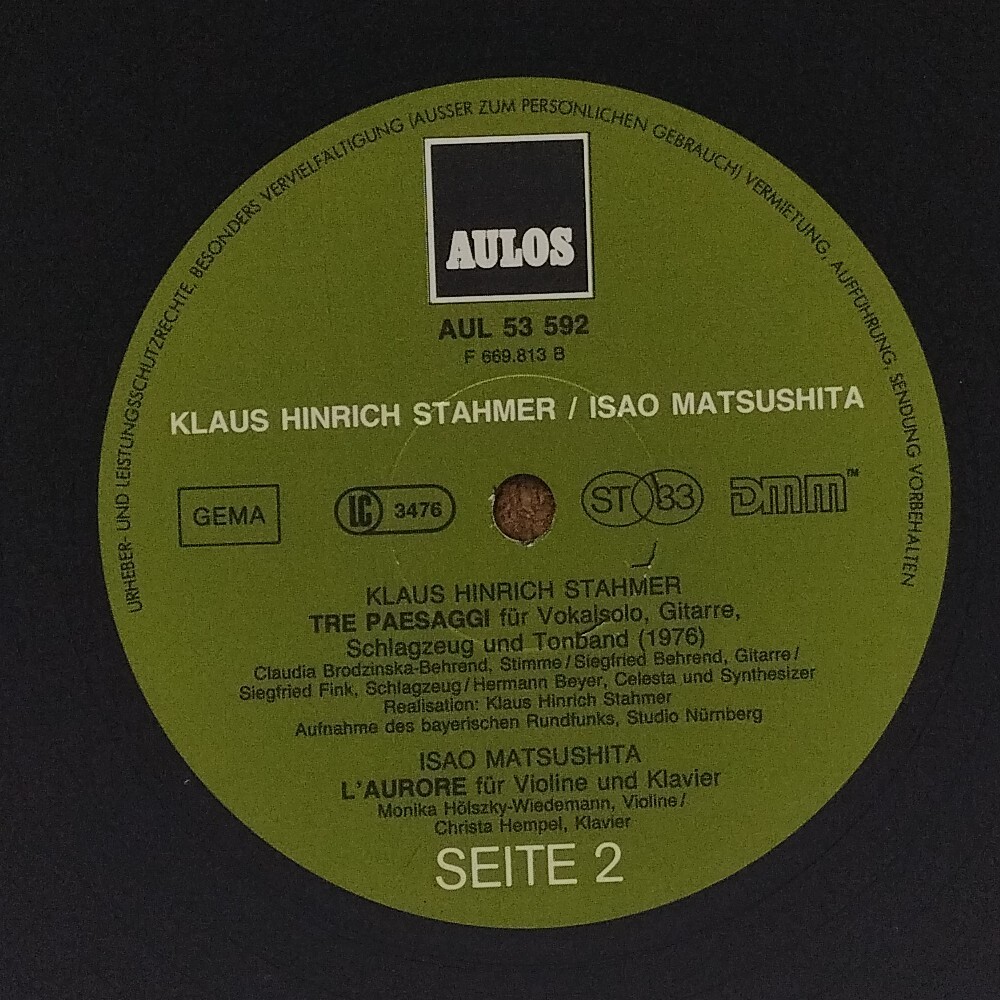 URHEBER- UND LEISTUNGSSCHUTZRECHTE, BESONDERS VERVIELFÄLTIGUNG (AUSSER ZUM PERSÖNLICHEN GEBRAUCH) VERMIETUNG, AUFFÜHRUNG, SENDUNG VORBEHALTEN
AULOS
AUL 53 592
F 669.813 B
KLAUS HINRICH STAHMER / ISAO MATSUSHITA
GEMA LC 3476 ST 33 DMM™
KLAUS HINRICH STAHMER
TRE PAESAGGI für Vokalsolo, Gitarre,
Schlagzeug und Tonband (1976)
Claudia Brodzinska-Behrend, Stimme/Siegfried Behrend, Gitarre/
Siegfried Fink, Schlagzeug/Hermann Beyer, Celesta und Synthesizer
Realisation: Klaus Hinrich Stahmer
Aufnahme des bayerischen Rundfunks, Studio Nürnberg
ISAO MATSUSHITA
L'AURORE für Violine und Klavier
Monika Hölszky-Wiedemann, Violine/
Christa Hempel, Klavier
SEITE 2